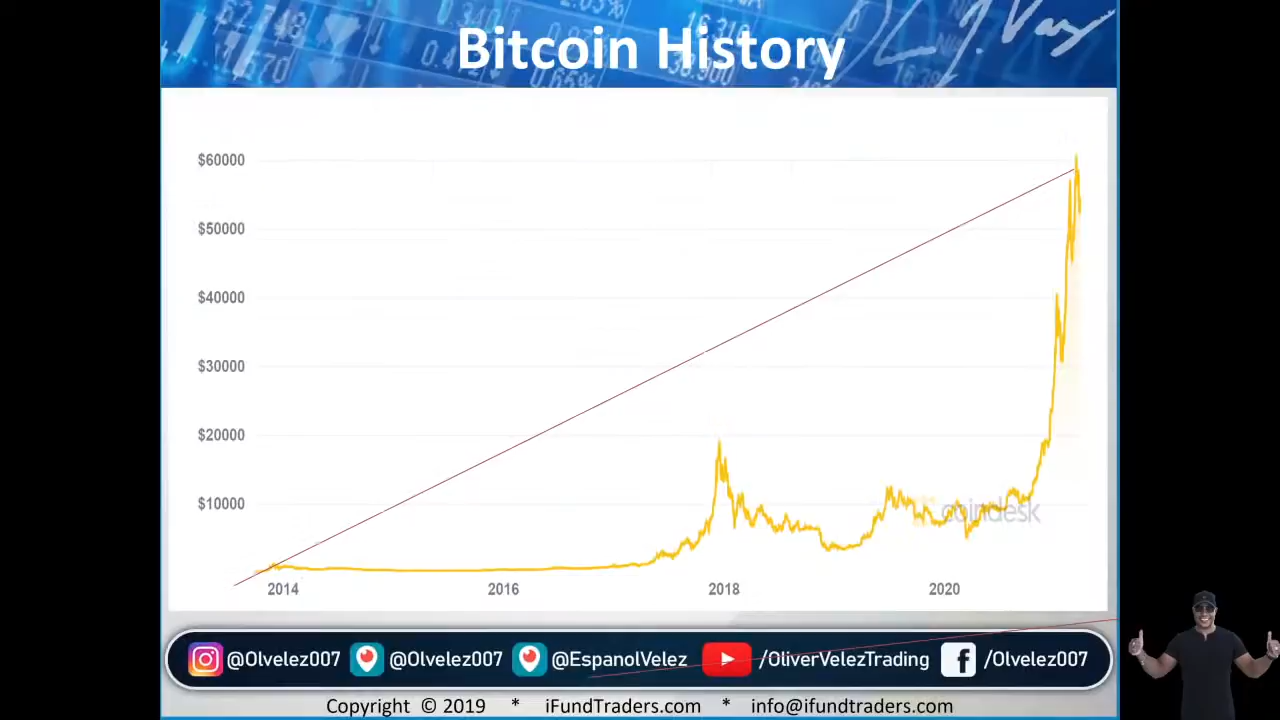 Bitcoin History
$60000
$50000
$40000
$30000
$20000
$10000
coindesk
2014 2016 2018 2020
@Olvelez007 @Olvelez007 @EspanolVelez /OliverVelezTrading /Olvelez007
Copyright © 2019 * iFundTraders.com * info@ifundtraders.com